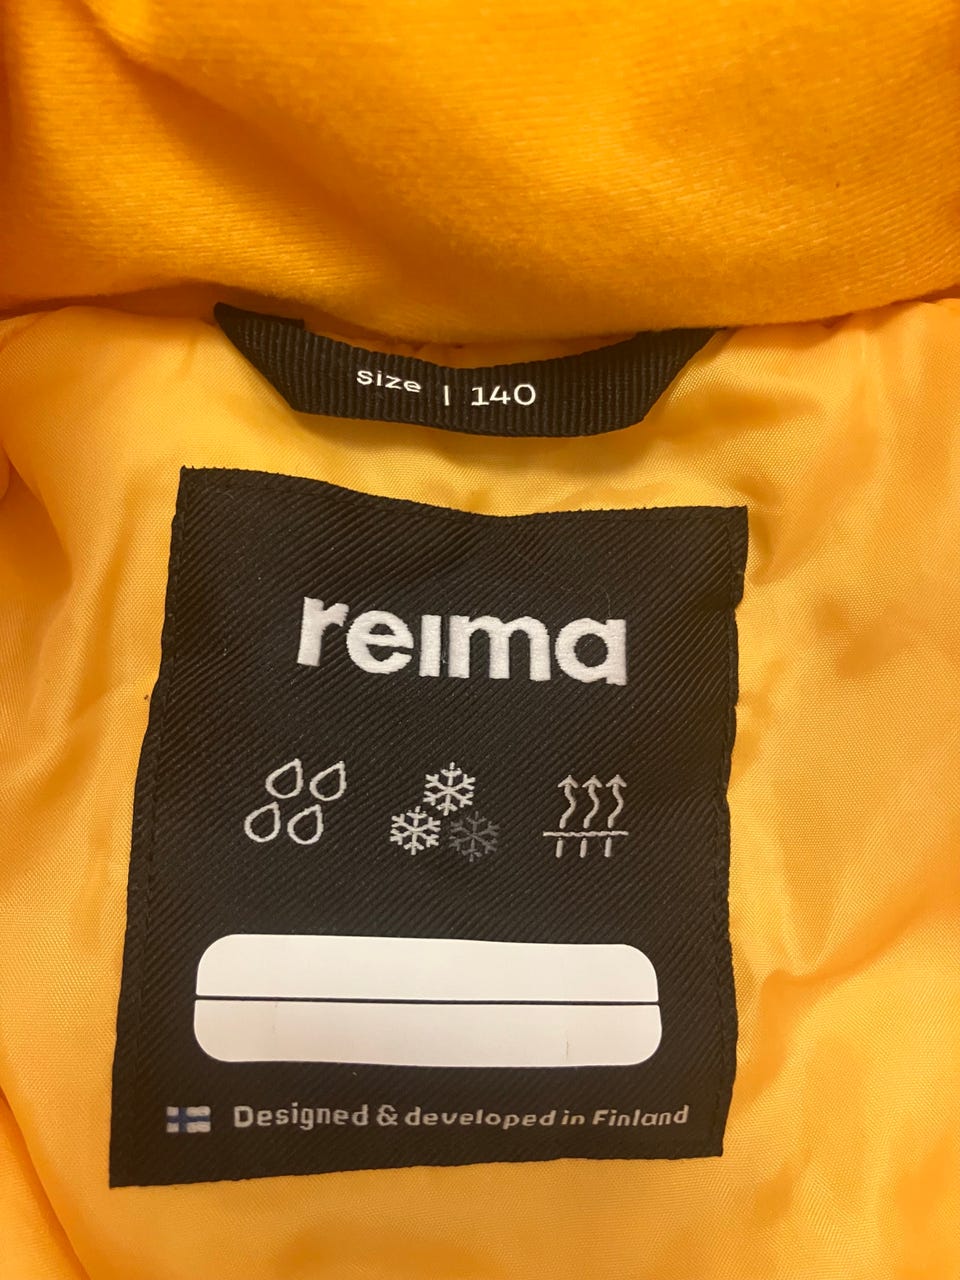 size | 140
reima
Designed & developed in Finland